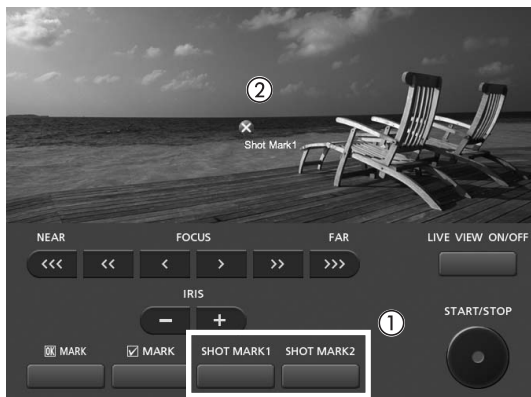 ②
Shot Mark1
NEAR FOCUS FAR LIVE VIEW ON/OFF
<<< << < > >> >>>
IRIS
− +
① START/STOP
OK MARK ☑ MARK SHOT MARK1 SHOT MARK2